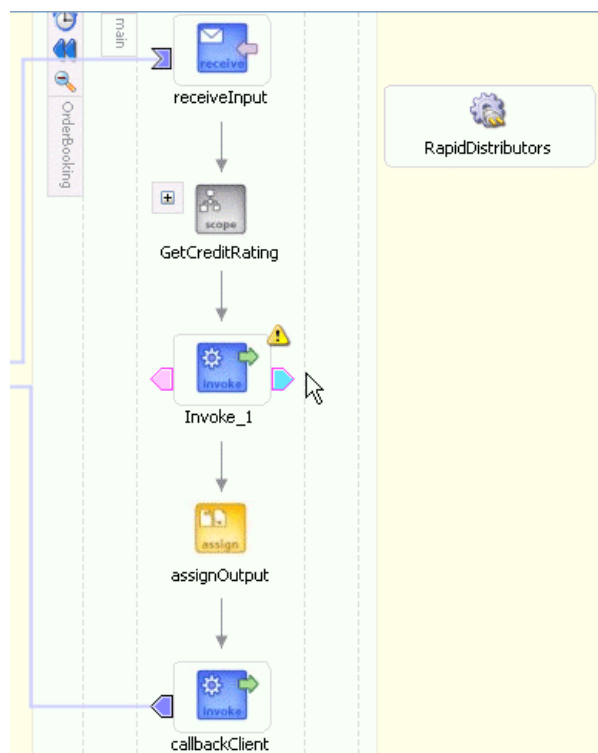 main
OrderBooking
receive
receiveInput
RapidDistributors
scope
GetCreditRating
invoke
Invoke_1
assign
assignOutput
invoke
callbackClient